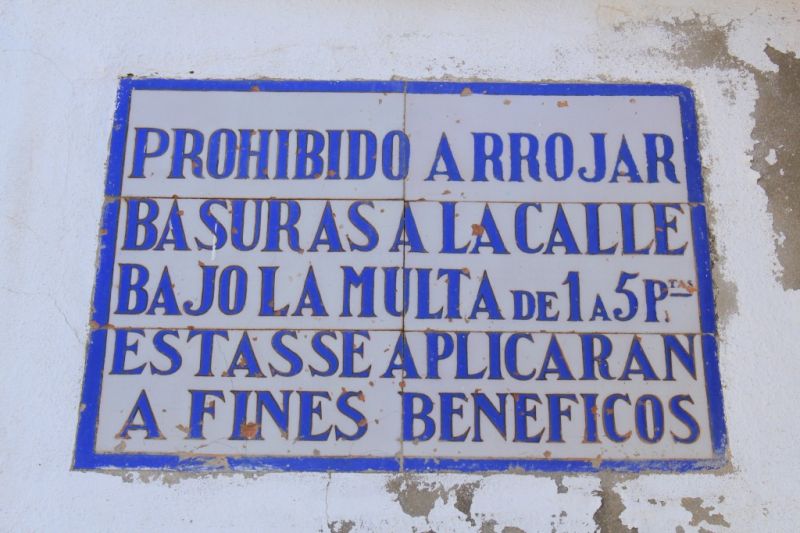 PROHIBIDO ARROJAR
BASURAS A LA CALLE
BAJO LA MULTA DE 1 A 5 PTAS
ESTAS SE APLICARAN
A FINES BENEFICOS